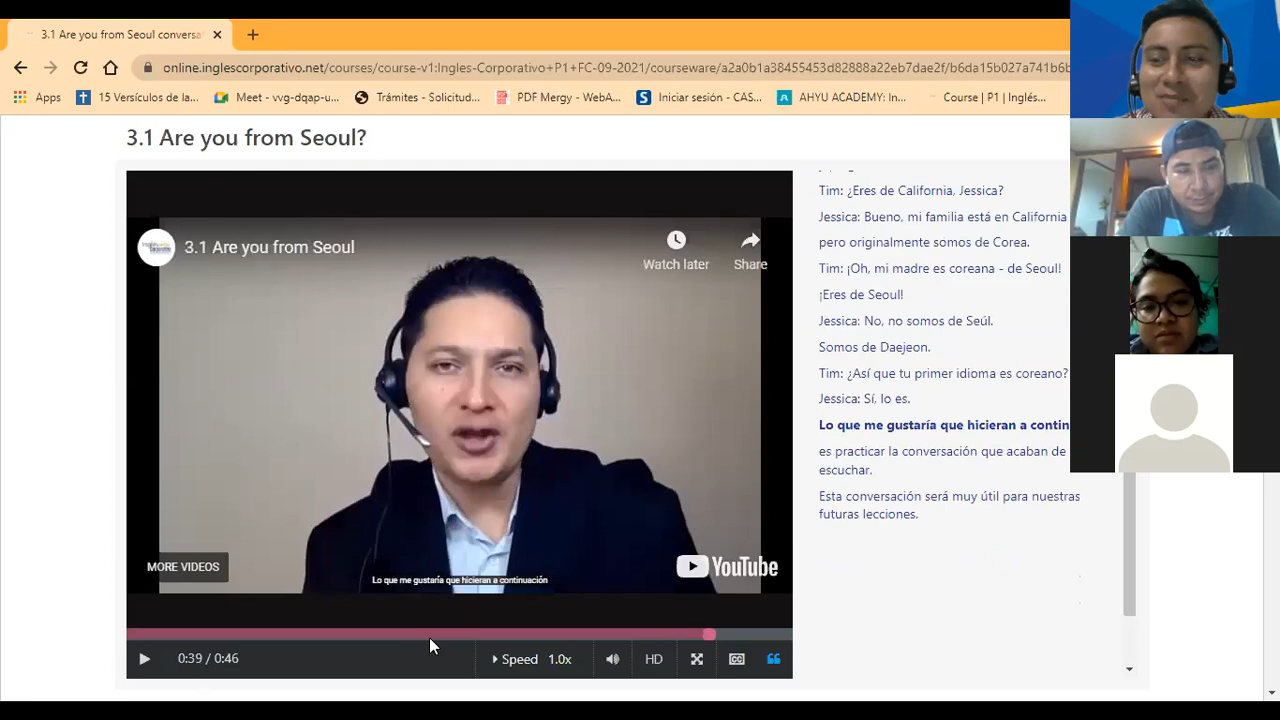 3.1 Are you from Seoul conversa
online.inglescorporativo.net/courses/course-v1:Ingles-Corporativo+P1+FC-09-2021/courseware/a2a0b1a38455453d82888a22eb7dae2f/b6da15b027a741b6b
Apps
15 Versículos de la...
Meet - vvg-dqap-u...
Trámites - Solicitud...
PDF Mergy - WebA...
Iniciar sesión - CAS...
AHYU ACADEMY: In...
Course | P1 | Inglés...
3.1 Are you from Seoul?
3.1 Are you from Seoul
Watch later
Share
MORE VIDEOS
Lo que me gustaría que hicieran a continuación
YouTube
0:39 / 0:46
Speed 1.0x
HD
CC
Tim: ¿Eres de California, Jessica?
Jessica: Bueno, mi familia está en California
pero originalmente somos de Corea.
Tim: ¡Oh, mi madre es coreana - de Seoul!
¡Eres de Seoul!
Jessica: No, no somos de Seúl.
Somos de Daejeon.
Tim: ¿Así que tu primer idioma es coreano?
Jessica: Sí, lo es.
Lo que me gustaría que hicieran a contin
es practicar la conversación que acaban de
escuchar.
Esta conversación será muy útil para nuestras
futuras lecciones.